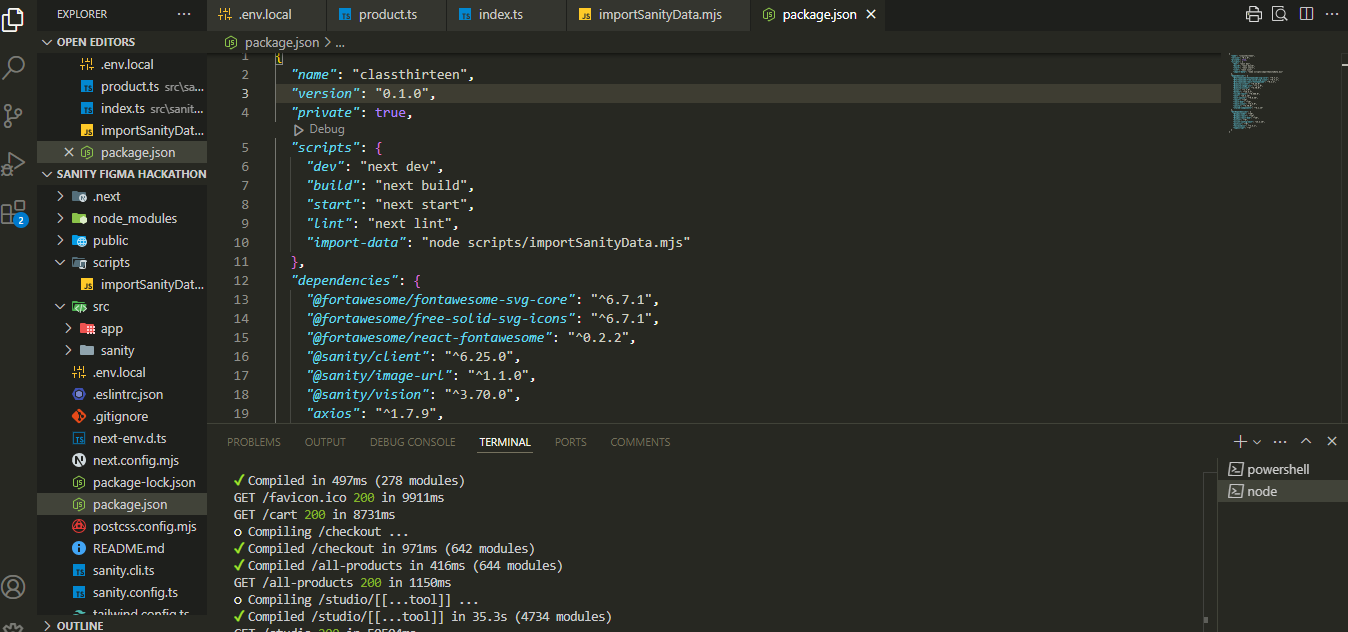 EXPLORER
.env.local
product.ts
index.ts
importSanityData.mjs
package.json
OPEN EDITORS
.env.local
product.ts src\sa...
index.ts src\sanit...
importSanityDat...
package.json
SANITY FIGMA HACKATHON
.next
node_modules
public
scripts
importSanityDat...
src
app
sanity
.env.local
.eslintrc.json
.gitignore
next-env.d.ts
next.config.mjs
package-lock.json
package.json
postcss.config.mjs
README.md
sanity.cli.ts
sanity.config.ts
tailwind.config.ts
OUTLINE
2
package.json > ...
1 {
2 "name": "classthirteen",
3 "version": "0.1.0",
4 "private": true,
Debug
5 "scripts": {
6 "dev": "next dev",
7 "build": "next build",
8 "start": "next start",
9 "lint": "next lint",
10 "import-data": "node scripts/importSanityData.mjs"
11 },
12 "dependencies": {
13 "@fortawesome/fontawesome-svg-core": "^6.7.1",
14 "@fortawesome/free-solid-svg-icons": "^6.7.1",
15 "@fortawesome/react-fontawesome": "^0.2.2",
16 "@sanity/client": "^6.25.0",
17 "@sanity/image-url": "^1.1.0",
18 "@sanity/vision": "^3.70.0",
19 "axios": "^1.7.9",
PROBLEMS OUTPUT DEBUG CONSOLE TERMINAL PORTS COMMENTS
✓ Compiled in 497ms (278 modules)
GET /favicon.ico 200 in 9911ms
GET /cart 200 in 8731ms
○ Compiling /checkout ...
✓ Compiled /checkout in 971ms (642 modules)
✓ Compiled /all-products in 416ms (644 modules)
GET /all-products 200 in 1150ms
○ Compiling /studio/[[...tool]] ...
✓ Compiled /studio/[[...tool]] in 35.3s (4734 modules)
GET /studio 200 in
powershell
node